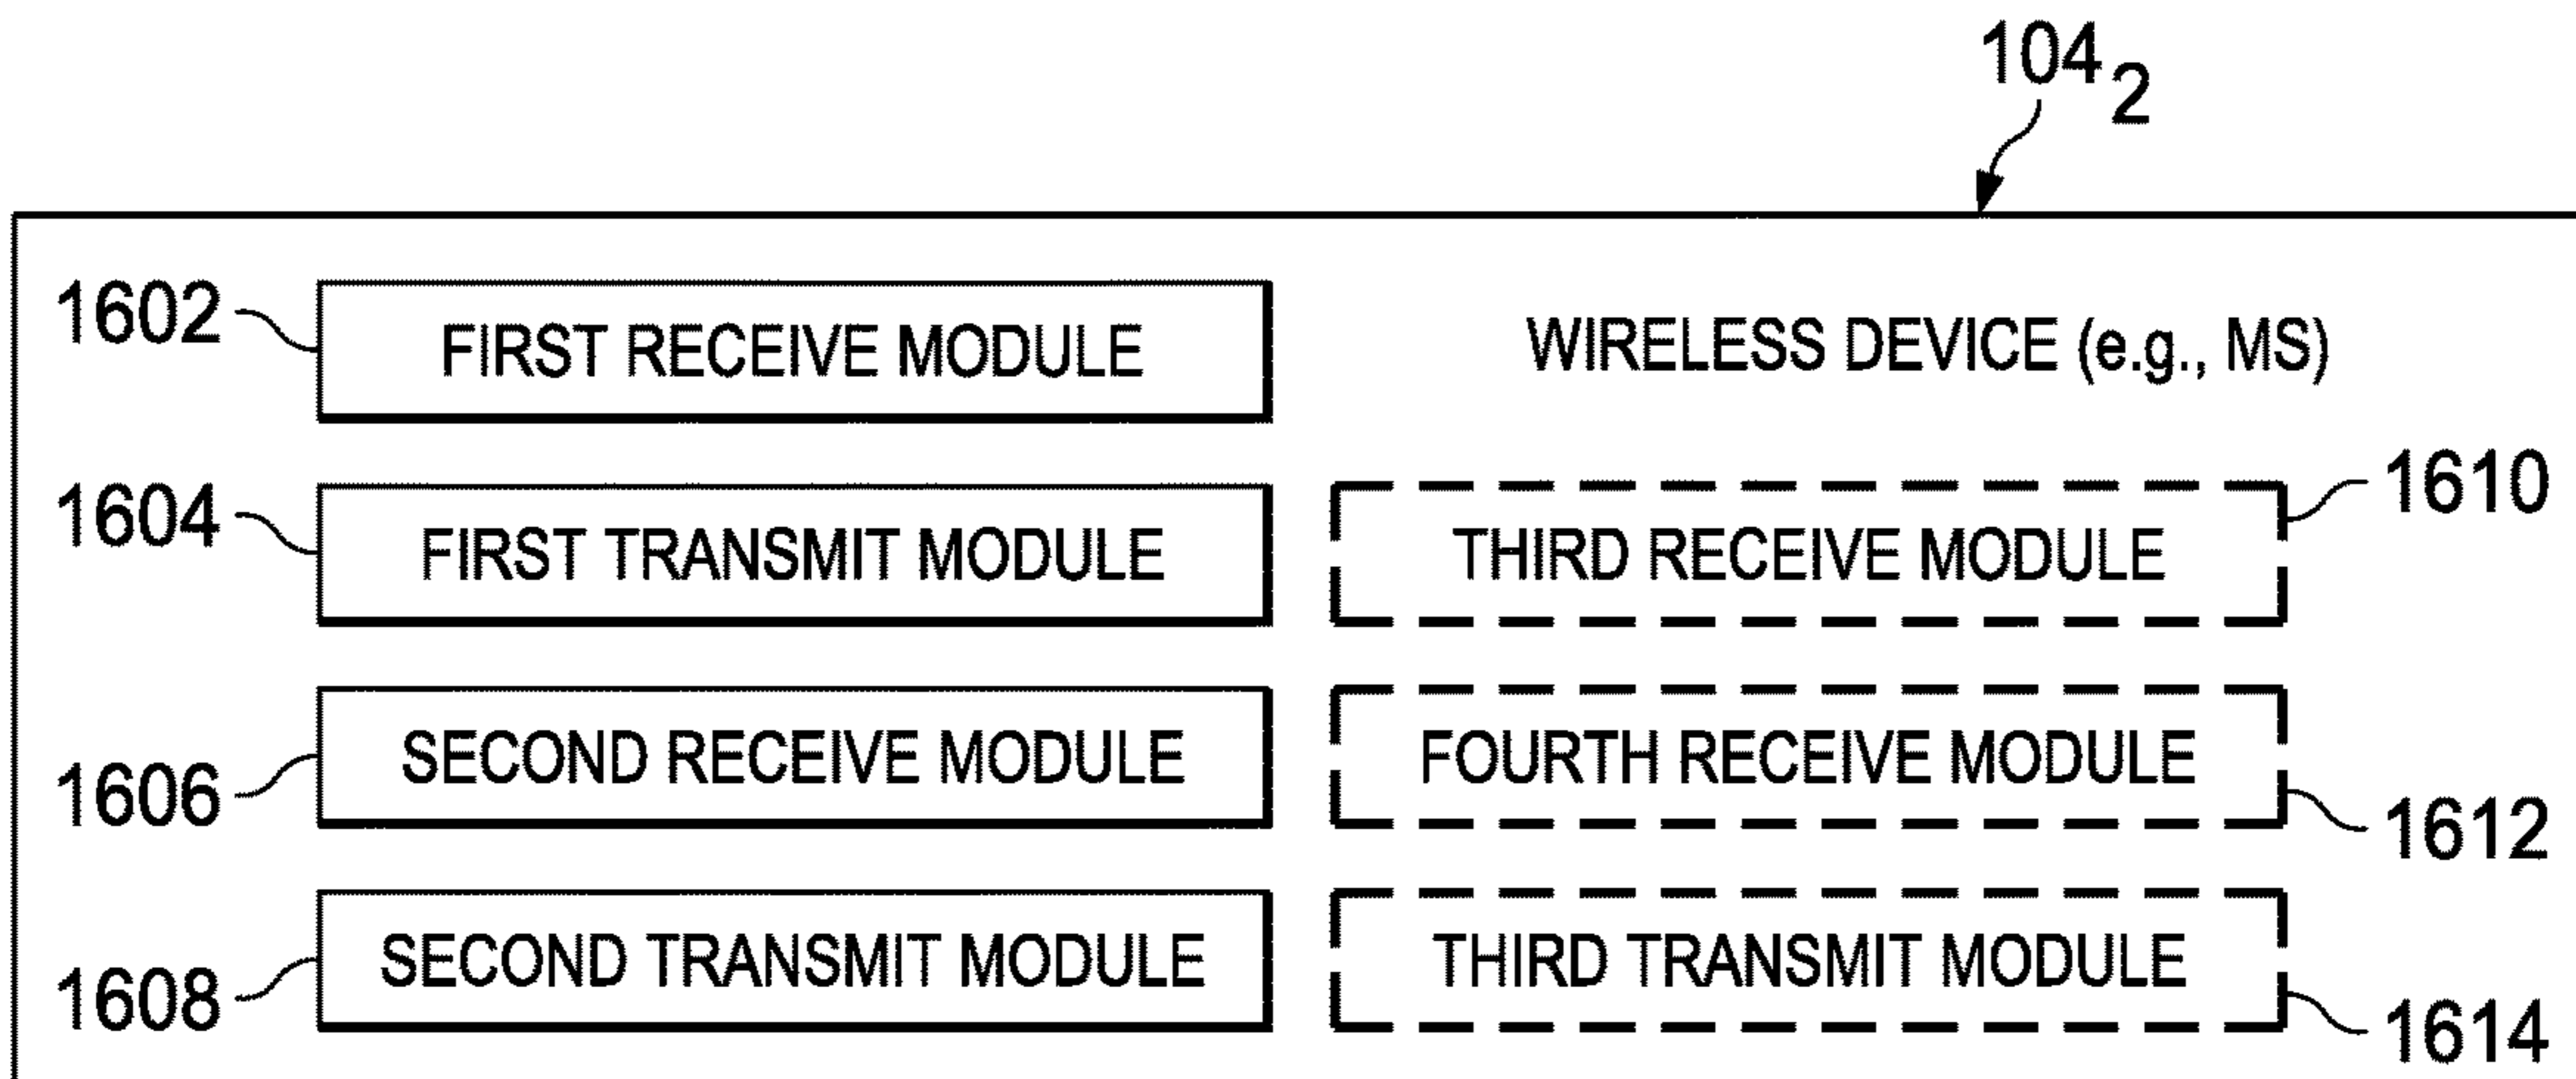 104₂
1602 FIRST RECEIVE MODULE WIRELESS DEVICE (e.g., MS)
1604 FIRST TRANSMIT MODULE THIRD RECEIVE MODULE 1610
1606 SECOND RECEIVE MODULE FOURTH RECEIVE MODULE 1612
1608 SECOND TRANSMIT MODULE THIRD TRANSMIT MODULE 1614